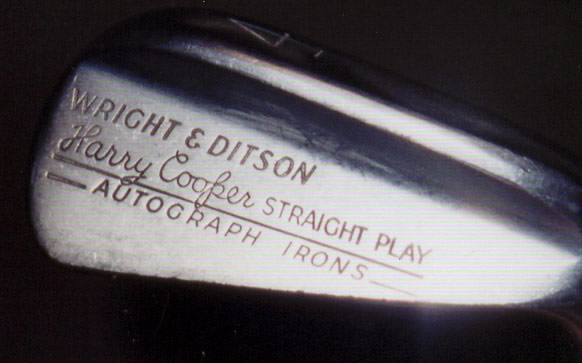 WRIGHT & DITSON
Harry Cooper STRAIGHT PLAY
AUTOGRAPH IRONS